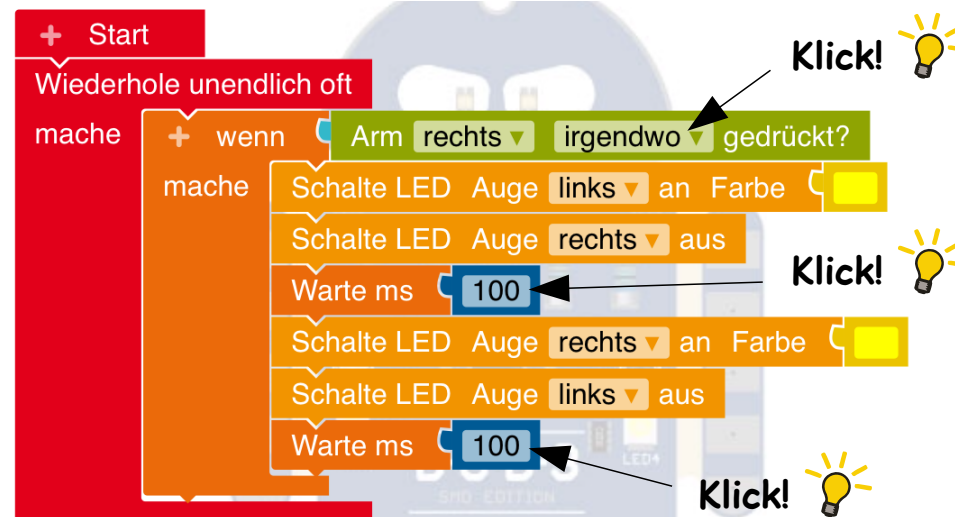 + Start
Klick!
Wiederhole unendlich oft
mache + wenn Arm rechts irgendwo gedrückt?
mache Schalte LED Auge links an Farbe
Schalte LED Auge rechts aus
Klick!
Warte ms 100
Schalte LED Auge rechts an Farbe
Schalte LED Auge links aus
Warte ms 100
LED4
Klick!
SMD EDITION